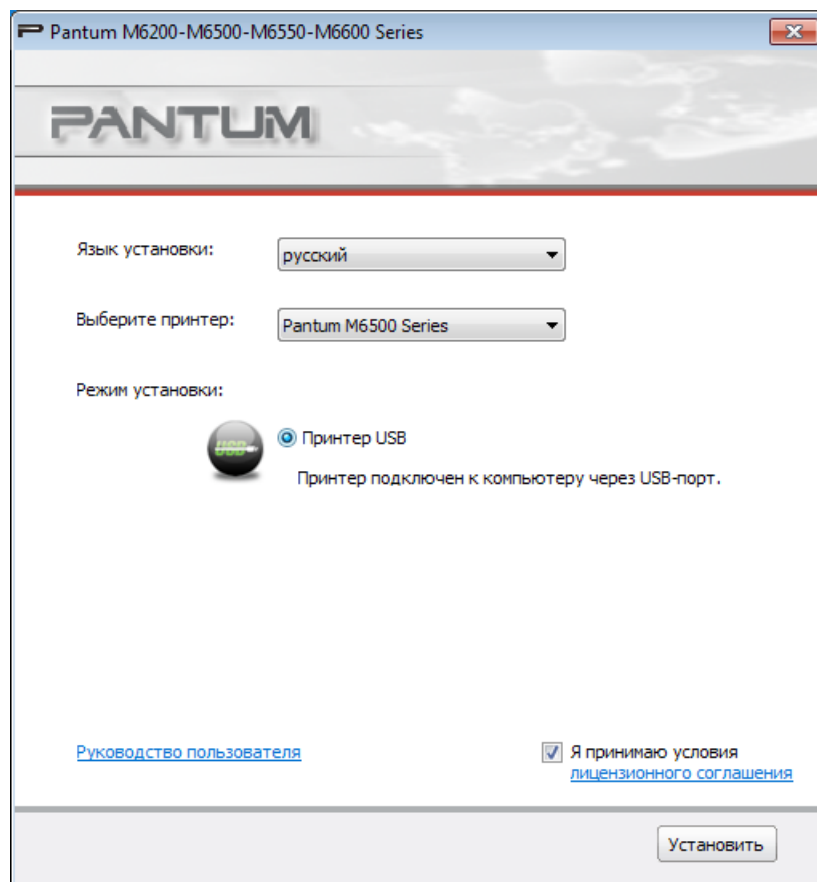 Pantum M6200-M6500-M6550-M6600 Series
PANTUM
Язык установки:
русский
Выберите принтер:
Pantum M6500 Series
Режим установки:
USB
Принтер USB
Принтер подключен к компьютеру через USB-порт.
Руководство пользователя
Я принимаю условия
лицензионного соглашения
Установить